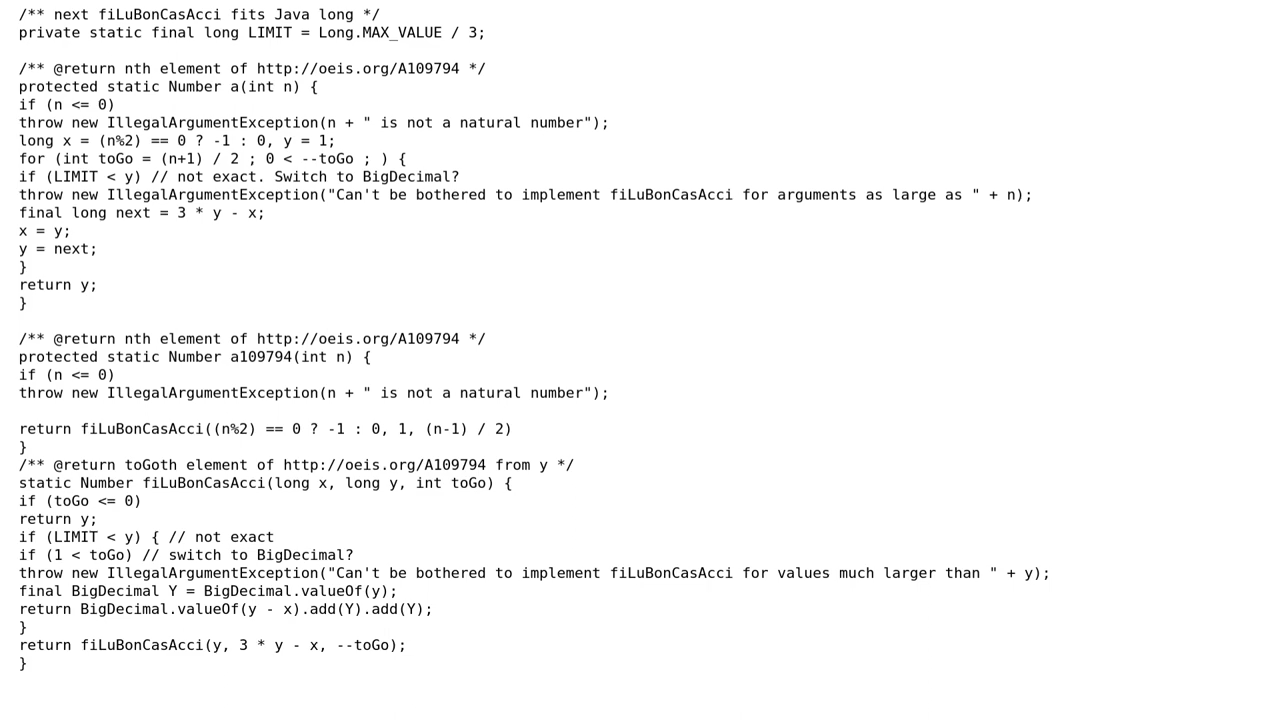 /** next fiLuBonCasAcci fits Java long */
private static final long LIMIT = Long.MAX_VALUE / 3;

/** @return nth element of http://oeis.org/A109794 */
protected static Number a(int n) {
if (n <= 0)
throw new IllegalArgumentException(n + " is not a natural number");
long x = (n%2) == 0 ? -1 : 0, y = 1;
for (int toGo = (n+1) / 2 ; 0 < --toGo ; ) {
if (LIMIT < y) // not exact. Switch to BigDecimal?
throw new IllegalArgumentException("Can't be bothered to implement fiLuBonCasAcci for arguments as large as " + n);
final long next = 3 * y - x;
x = y;
y = next;
}
return y;
}

/** @return nth element of http://oeis.org/A109794 */
protected static Number a109794(int n) {
if (n <= 0)
throw new IllegalArgumentException(n + " is not a natural number");

return fiLuBonCasAcci((n%2) == 0 ? -1 : 0, 1, (n-1) / 2)
}
/** @return toGoth element of http://oeis.org/A109794 from y */
static Number fiLuBonCasAcci(long x, long y, int toGo) {
if (toGo <= 0)
return y;
if (LIMIT < y) { // not exact
if (1 < toGo) // switch to BigDecimal?
throw new IllegalArgumentException("Can't be bothered to implement fiLuBonCasAcci for values much larger than " + y);
final BigDecimal Y = BigDecimal.valueOf(y);
return BigDecimal.valueOf(y - x).add(Y).add(Y);
}
return fiLuBonCasAcci(y, 3 * y - x, --toGo);
}